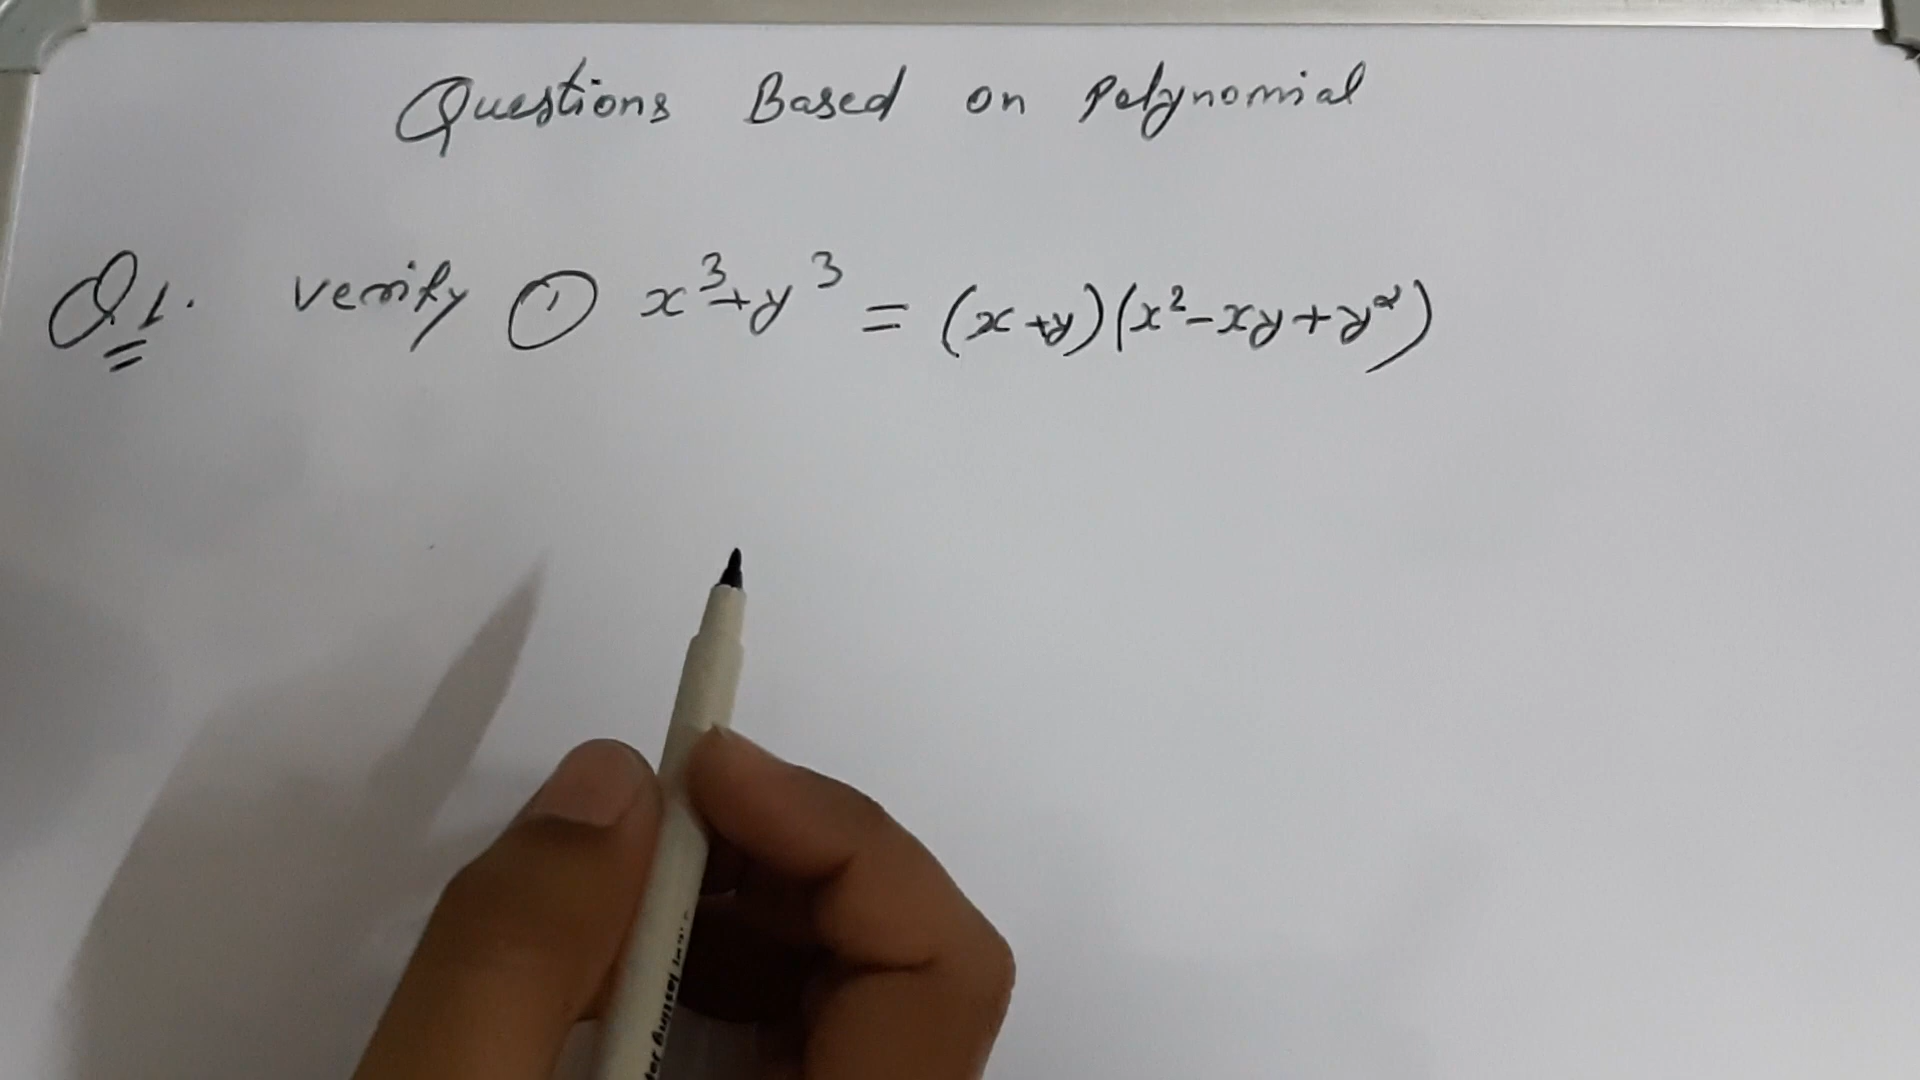 Questions Based on Polynomial
Q1. verify ① x³+y³ = (x+y)(x²-xy+y²)